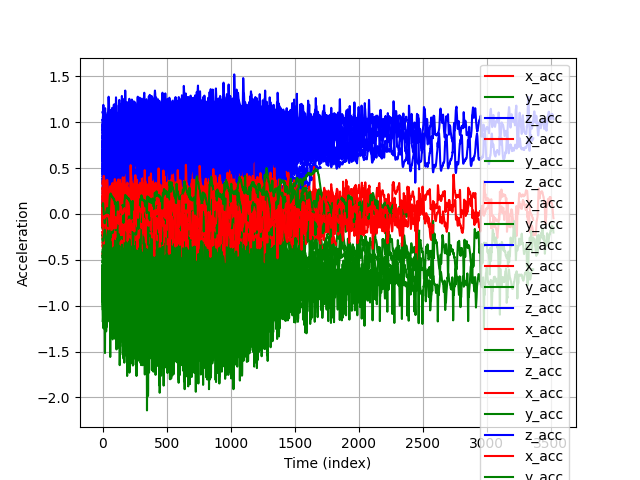 1.5
1.0
0.5
0.0
−0.5
−1.0
−1.5
−2.0
Acceleration
0
500
1000
1500
2000
2500
3000
3500
Time (index)
x_acc
y_acc
z_acc
x_acc
y_acc
z_acc
x_acc
y_acc
z_acc
x_acc
y_acc
z_acc
x_acc
y_acc
z_acc
x_acc
y_acc
z_acc
x_acc
y_acc